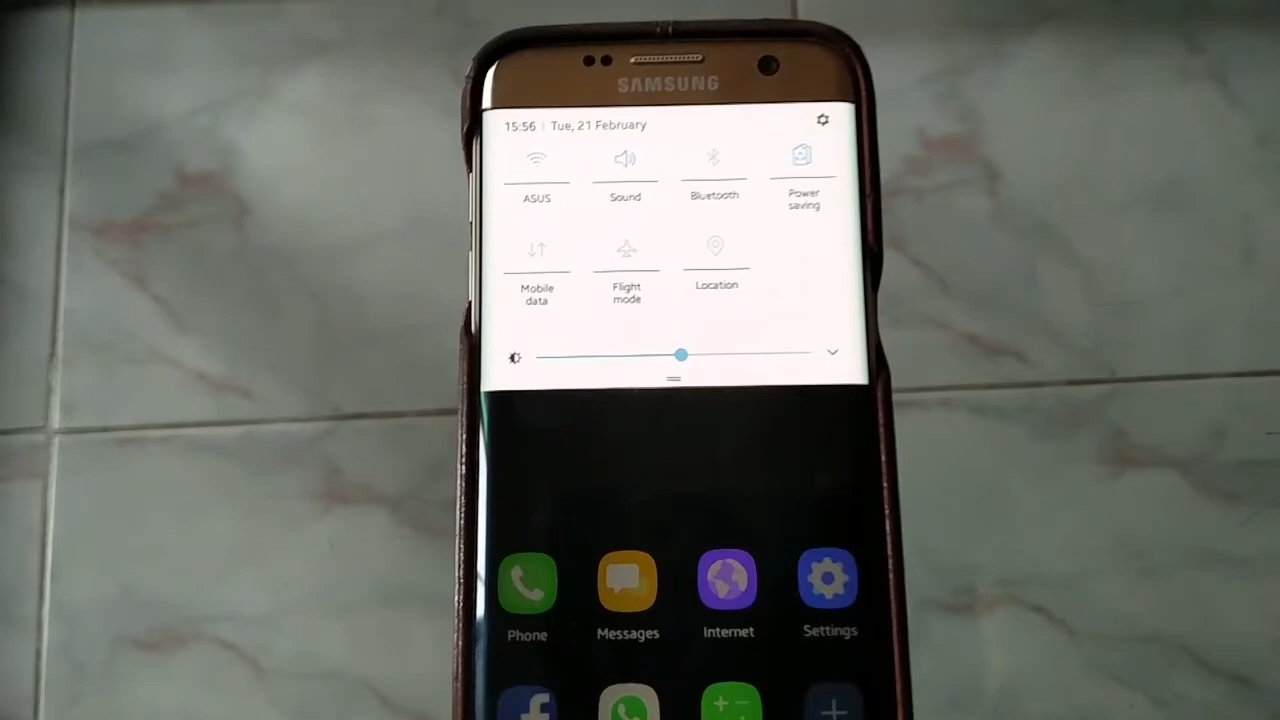 SAMSUNG
15:56 | Tue, 21 February
ASUS
Sound
Bluetooth
Power
saving
Mobile
data
Flight
mode
Location
Phone
Messages
Internet
Settings